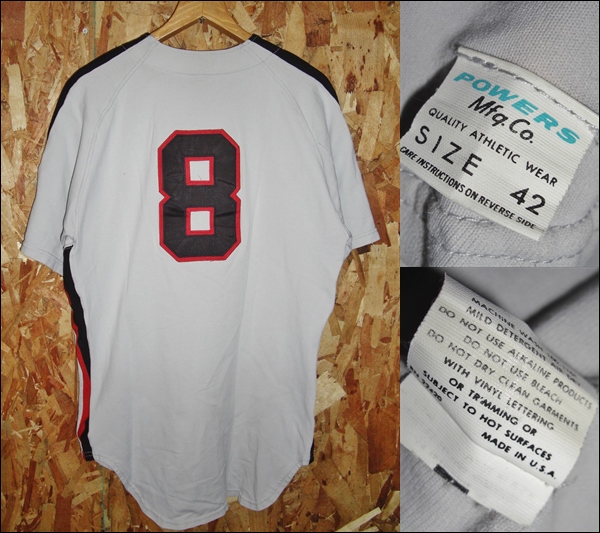 8
POWERS
Mfg. Co.
QUALITY ATHLETIC WEAR
SIZE 42
CARE INSTRUCTIONS ON REVERSE SIDE
MACHINE
MILD DETERGENT
DO NOT USE ALKALINE PRODUCTS
DO NOT USE BLEACH
DO NOT DRY CLEAN GARMENTS
WITH VINYL LETTERING
OR TRIMMING OR
SUBJECT TO HOT SURFACES
MADE IN U.S.A.